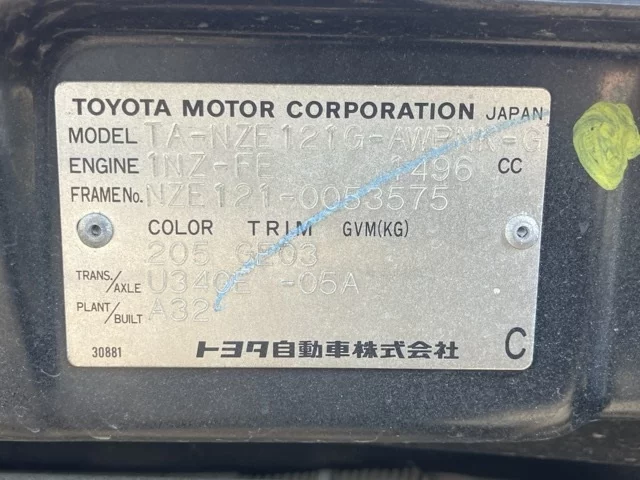 TOYOTA MOTOR CORPORATION JAPAN
MODEL TA-NZE121G-AWPNK-G
ENGINE 1NZ-FE 1496 CC
FRAME No. NZE121-0053575
COLOR TRIM GVM(KG)
205 CE03
TRANS./AXLE U340E -05A
PLANT/BUILT A32
30881 トヨタ自動車株式会社 C